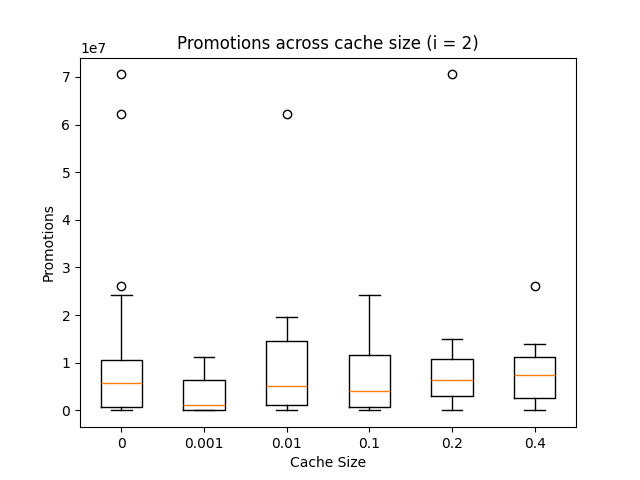 Promotions across cache size (i = 2)
1e7
7
6
5
4
3
2
1
0
Promotions
0 0.001 0.01 0.1 0.2 0.4
Cache Size